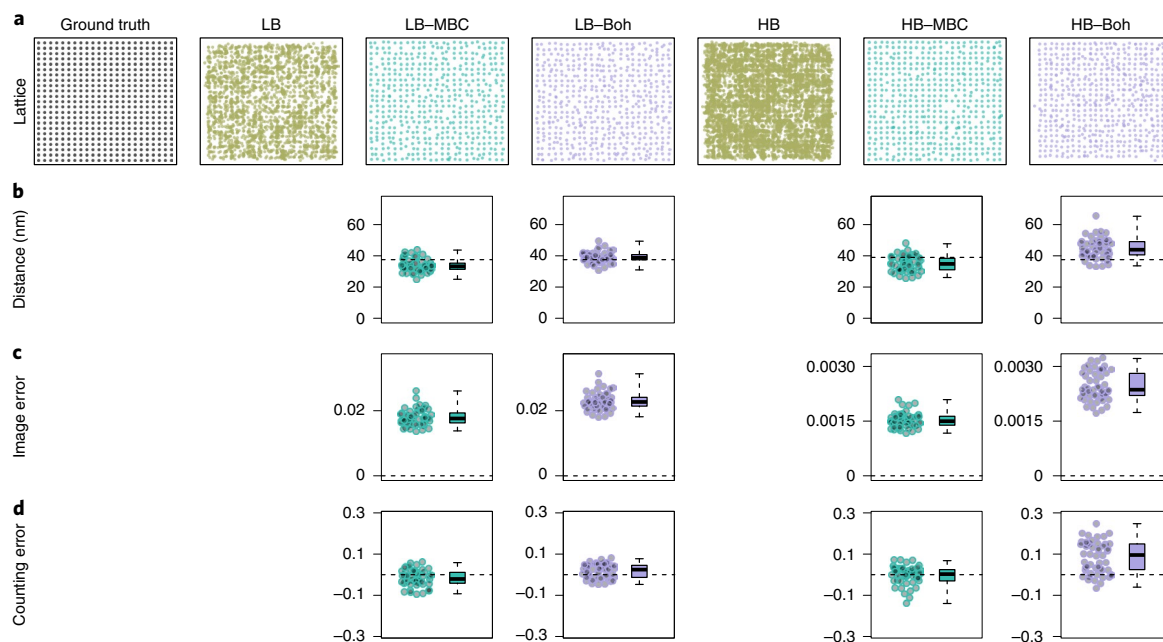 a
Ground truth LB LB–MBC LB–Boh HB HB–MBC HB–Boh
Lattice
b
Distance (nm)
60 60 60 60
40 40 40 40
20 20 20 20
0 0 0 0
c
Image error
0.0030 0.0030
0.02 0.02 0.0015 0.0015
0 0 0 0
d
Counting error
0.3 0.3 0.3 0.3
0.1 0.1 0.1 0.1
–0.1 –0.1 –0.1 –0.1
–0.3 –0.3 –0.3 –0.3